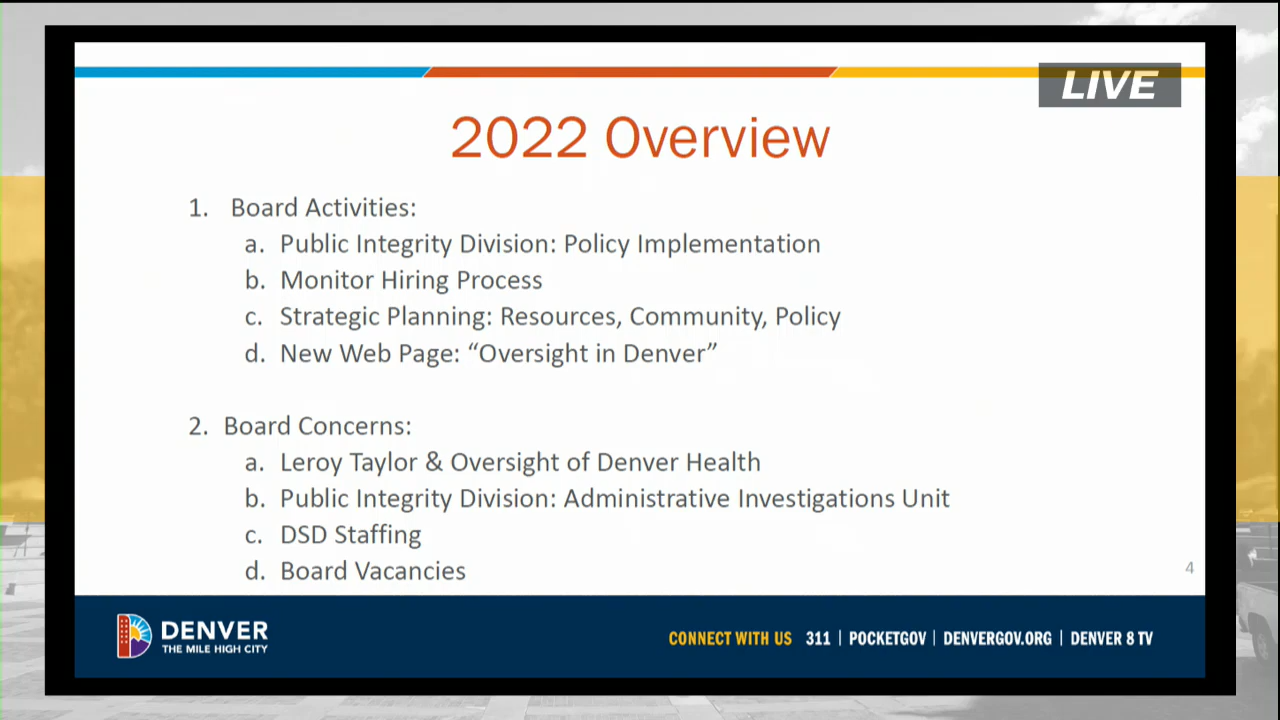 LIVE
2022 Overview
1. Board Activities:
a. Public Integrity Division: Policy Implementation
b. Monitor Hiring Process
c. Strategic Planning: Resources, Community, Policy
d. New Web Page: “Oversight in Denver”
2. Board Concerns:
a. Leroy Taylor & Oversight of Denver Health
b. Public Integrity Division: Administrative Investigations Unit
c. DSD Staffing
d. Board Vacancies
4
DENVER
THE MILE HIGH CITY
CONNECT WITH US 311 | POCKETGOV | DENVERGOV.ORG | DENVER 8 TV